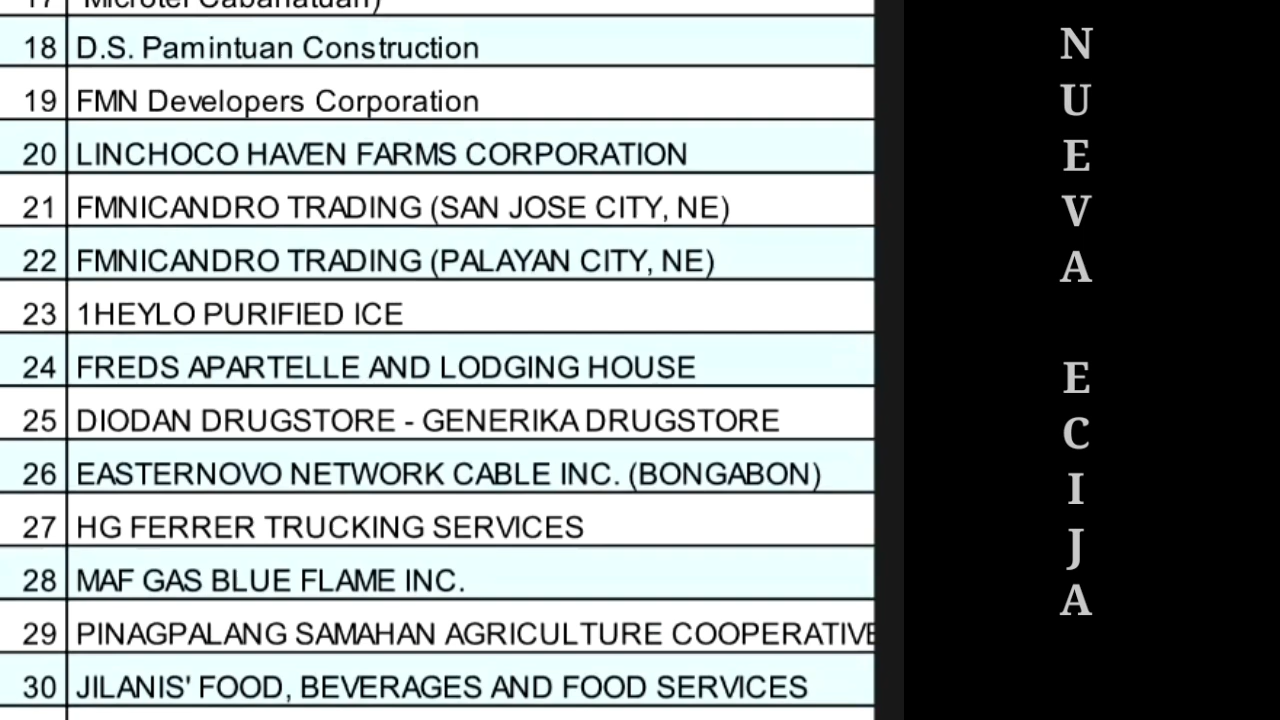 17 Microtel Cabanatuan)
18 D.S. Pamintuan Construction
19 FMN Developers Corporation
20 LINCHOCO HAVEN FARMS CORPORATION
21 FMNICANDRO TRADING (SAN JOSE CITY, NE)
22 FMNICANDRO TRADING (PALAYAN CITY, NE)
23 1HEYLO PURIFIED ICE
24 FREDS APARTELLE AND LODGING HOUSE
25 DIODAN DRUGSTORE - GENERIKA DRUGSTORE
26 EASTERNOVO NETWORK CABLE INC. (BONGABON)
27 HG FERRER TRUCKING SERVICES
28 MAF GAS BLUE FLAME INC.
29 PINAGPALANG SAMAHAN AGRICULTURE COOPERATIVE
30 JILANIS' FOOD, BEVERAGES AND FOOD SERVICES
NUEVA ECIJA